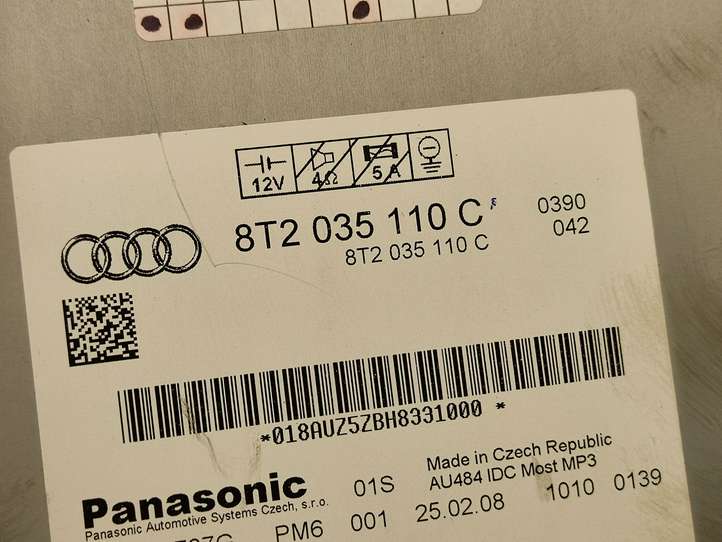 12V 4Ω 5A
8T2 035 110 C 0390
8T2 035 110 C 042
*018AUZ5ZBH8331000 *
Made in Czech Republic
Panasonic 01S AU484 IDC Most MP3
Panasonic Automotive Systems Czech, s.r.o.
PM6 001 25.02.08 1010 0139